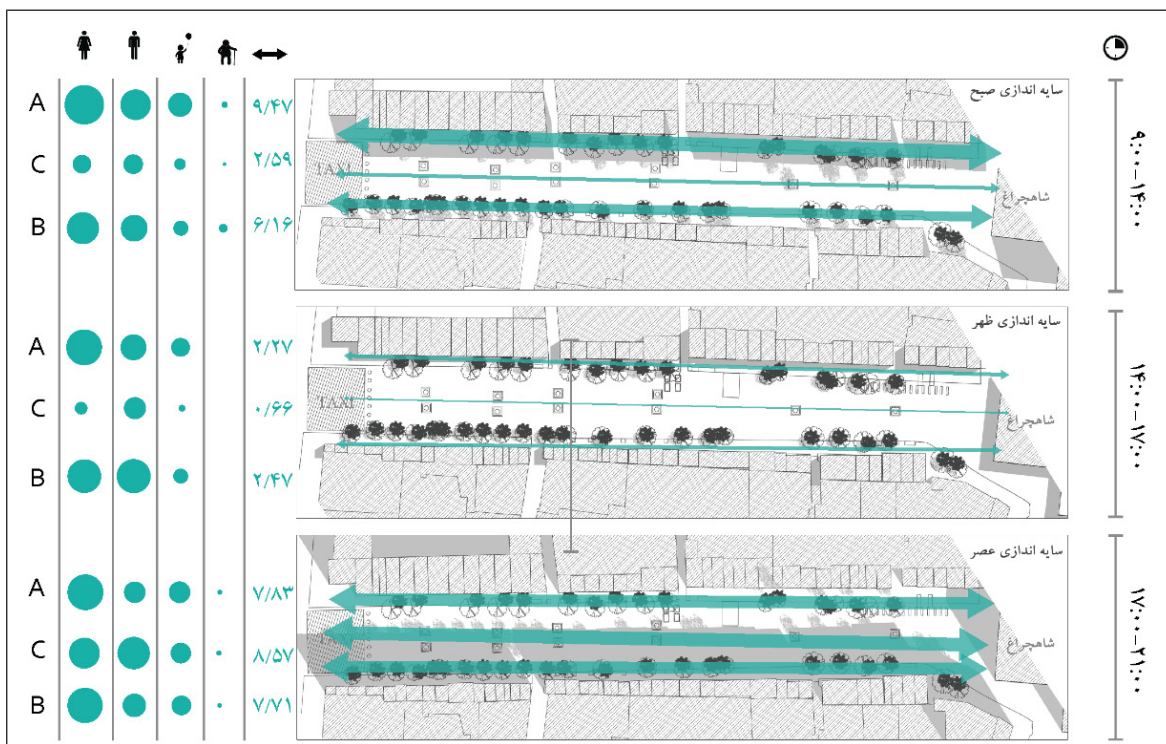 A
۹/۴۷
سایه اندازی صبح
C
۲/۵۹
TAXI
شاهچراغ
B
۶/۱۶
۹:۰۰-۱۴:۰۰
A
۲/۲۷
سایه اندازی ظهر
C
۰/۶۶
TAXI
شاهچراغ
B
۲/۴۷
۱۴:۰۰-۱۷:۰۰
A
۷/۸۳
سایه اندازی عصر
C
۸/۵۷
TAXI
شاهچراغ
B
۷/۷۱
۱۷:۰۰-۲۱:۰۰